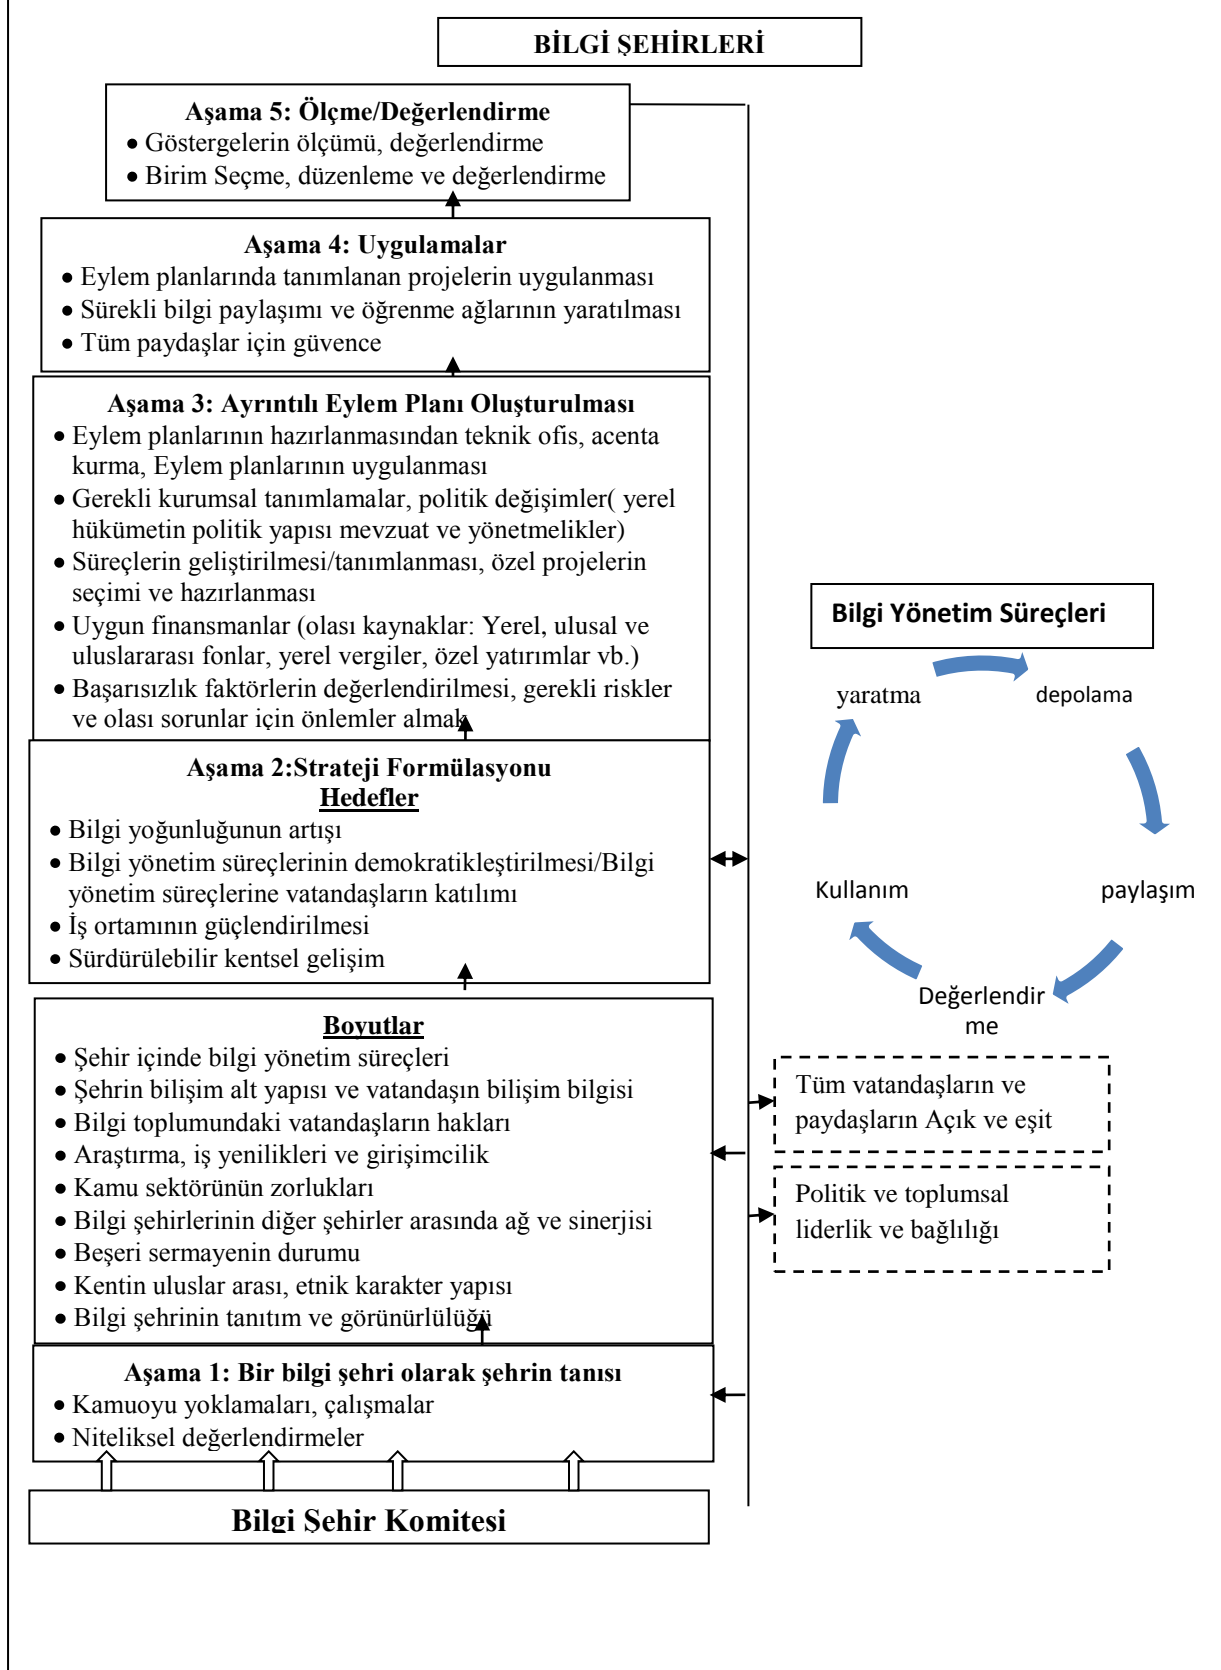 BİLGİ ŞEHİRLERİ
Aşama 5: Ölçme/Değerlendirme
• Göstergelerin ölçümü, değerlendirme
• Birim Seçme, düzenleme ve değerlendirme
Aşama 4: Uygulamalar
• Eylem planlarında tanımlanan projelerin uygulanması
• Sürekli bilgi paylaşımı ve öğrenme ağlarının yaratılması
• Tüm paydaşlar için güvence
Aşama 3: Ayrıntılı Eylem Planı Oluşturulması
• Eylem planlarının hazırlanmasından teknik ofis, acenta
kurma, Eylem planlarının uygulanması
• Gerekli kurumsal tanımlamalar, politik değişimler( yerel
hükümetin politik yapısı mevzuat ve yönetmelikler)
• Süreçlerin geliştirilmesi/tanımlanması, özel projelerin
seçimi ve hazırlanması
• Uygun finansmanlar (olası kaynaklar: Yerel, ulusal ve
uluslararası fonlar, yerel vergiler, özel yatırımlar vb.)
• Başarısızlık faktörlerin değerlendirilmesi, gerekli riskler
ve olası sorunlar için önlemler almak
Aşama 2:Strateji Formülasyonu
Hedefler
• Bilgi yoğunluğunun artışı
• Bilgi yönetim süreçlerinin demokratikleştirilmesi/Bilgi
yönetim süreçlerine vatandaşların katılımı
• İş ortamının güçlendirilmesi
• Sürdürülebilir kentsel gelişim
Boyutlar
• Şehir içinde bilgi yönetim süreçleri
• Şehrin bilişim alt yapısı ve vatandaşın bilişim bilgisi
• Bilgi toplumundaki vatandaşların hakları
• Araştırma, iş yenilikleri ve girişimcilik
• Kamu sektörünün zorlukları
• Bilgi şehirlerinin diğer şehirler arasında ağ ve sinerjisi
• Beşeri sermayenin durumu
• Kentin uluslar arası, etnik karakter yapısı
• Bilgi şehrinin tanıtım ve görünürlülüğü
Aşama 1: Bir bilgi şehri olarak şehrin tanısı
• Kamuoyu yoklamaları, çalışmalar
• Niteliksel değerlendirmeler
Bilgi Şehir Komitesi
Bilgi Yönetim Süreçleri
yaratma
depolama
paylaşım
Değerlendir
me
Kullanım
Tüm vatandaşların ve
paydaşların Açık ve eşit
Politik ve toplumsal
liderlik ve bağlılığı